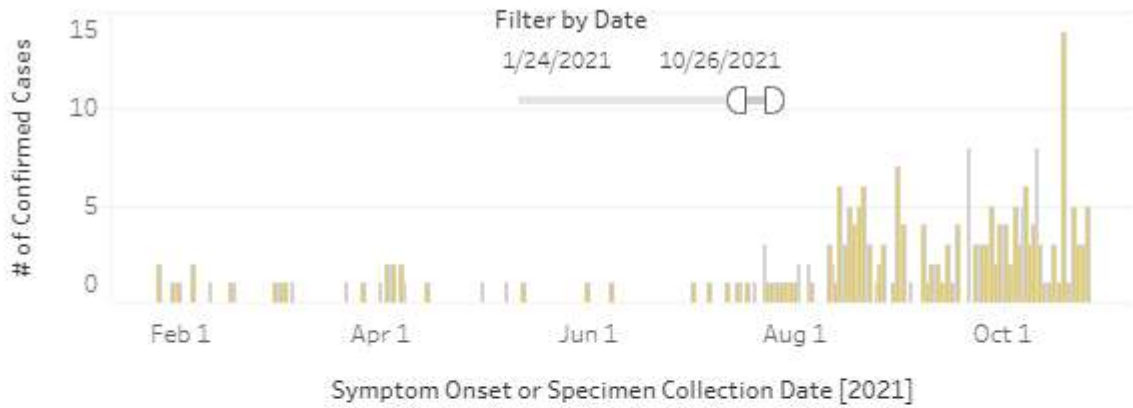 Filter by Date
1/24/2021 10/26/2021
# of Confirmed Cases
15
10
5
0
Feb 1 Apr 1 Jun 1 Aug 1 Oct 1
Symptom Onset or Specimen Collection Date [2021]